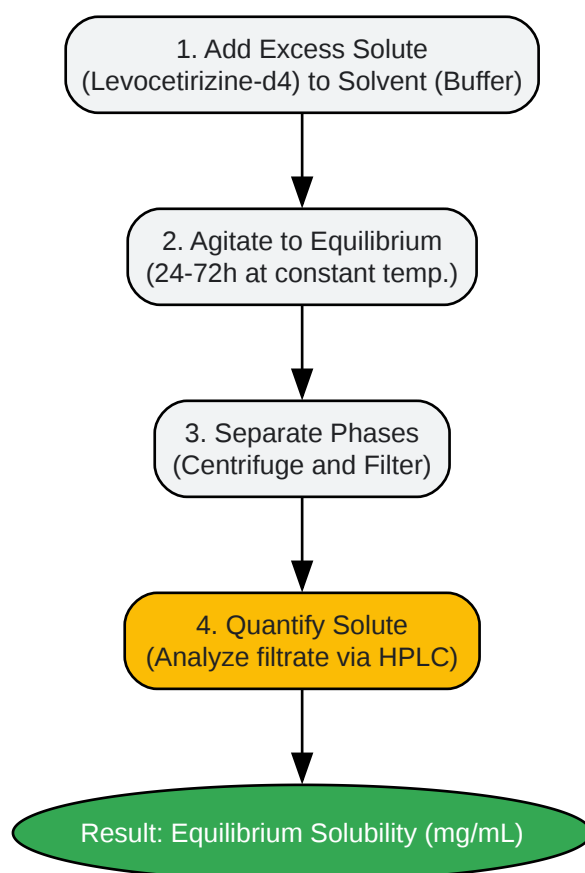 1. Add Excess Solute
(Levocetirizine-d4) to Solvent (Buffer)
2. Agitate to Equilibrium
(24-72h at constant temp.)
3. Separate Phases
(Centrifuge and Filter)
4. Quantify Solute
(Analyze filtrate via HPLC)
Result: Equilibrium Solubility (mg/mL)